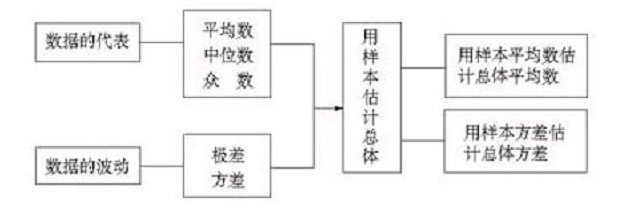 数据的代表
平均数
中位数
众 数
数据的波动
极差
方差
用样本估计总体
用样本平均数估
计总体平均数
用样本方差估
计总体方差